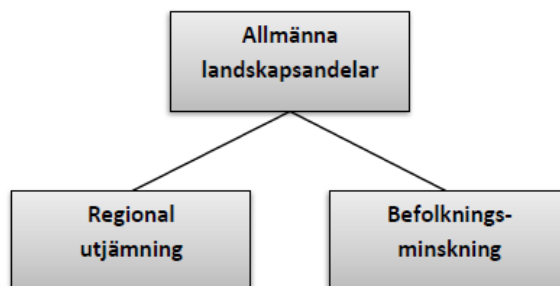 Allmänna
landskapsandelar
Regional
utjämning
Befolknings-
minskning